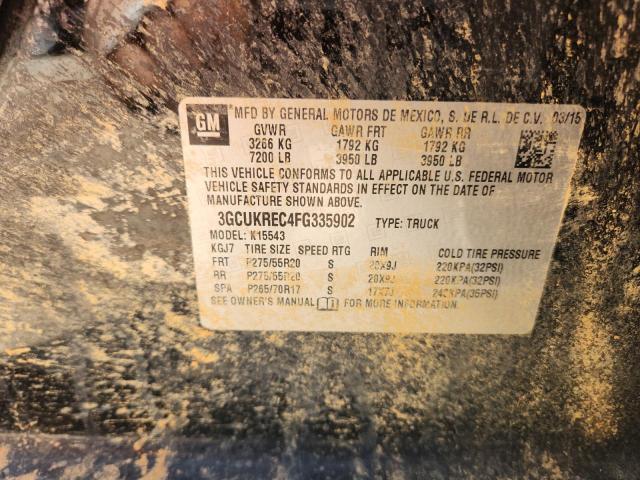 GM
MFD BY GENERAL MOTORS DE MEXICO, S. DE R.L. DE C.V. 03/15
GVWR GAWR FRT GAWR RR
3266 KG 1792 KG 1792 KG
7200 LB 3950 LB 3950 LB
THIS VEHICLE CONFORMS TO ALL APPLICABLE U.S. FEDERAL MOTOR
VEHICLE SAFETY STANDARDS IN EFFECT ON THE DATE OF
MANUFACTURE SHOWN ABOVE.
3GCUKREC4FG335902 TYPE: TRUCK
MODEL: K15543
KGJ7 TIRE SIZE SPEED RTG RIM COLD TIRE PRESSURE
FRT P275/55R20 S 20X9J 220KPA(32PSI)
RR P275/55R20 S 20X9J 220KPA(32PSI)
SPA P265/70R17 S 17X7J 240KPA(35PSI)
SEE OWNER'S MANUAL FOR MORE INFORMATION.